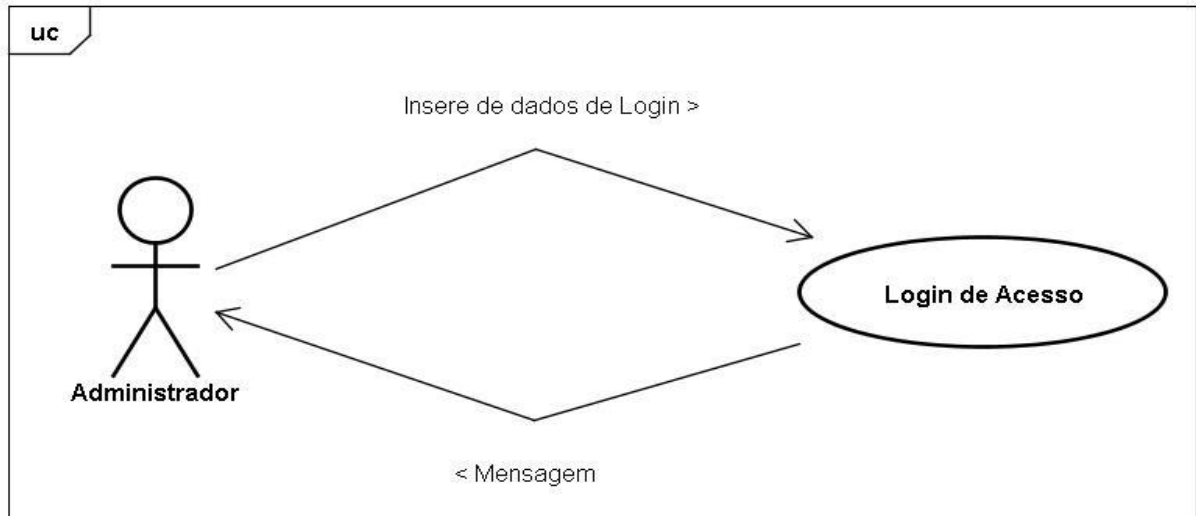 uc
Insere de dados de Login >
Login de Acesso
Administrador
< Mensagem